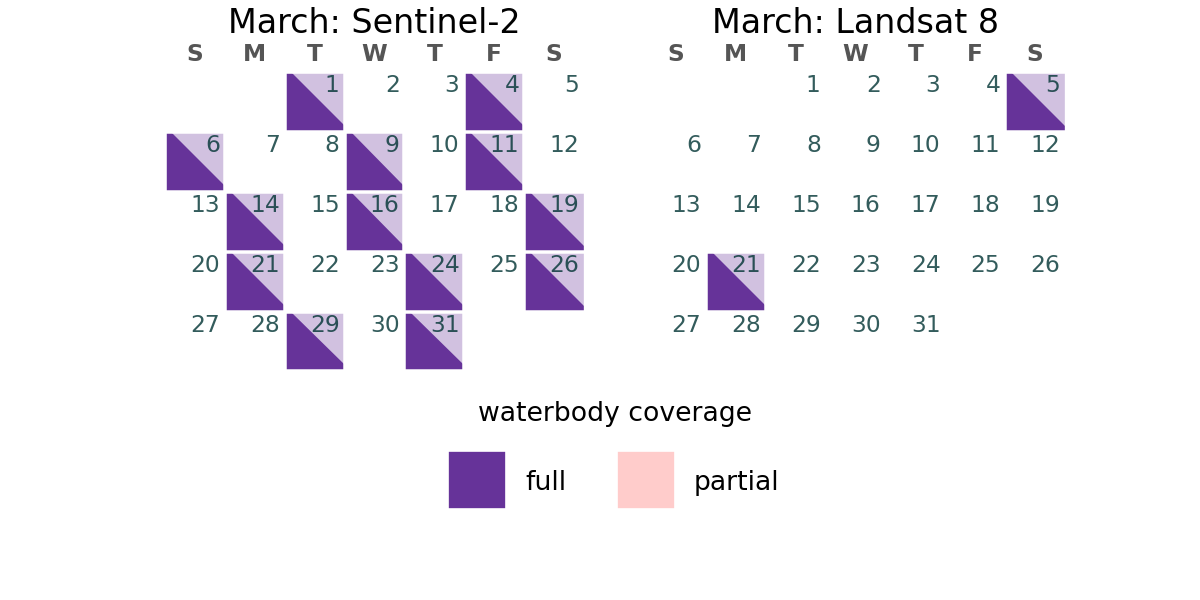 March: Sentinel-2
S M T W T F S
1 2 3 4 5
6 7 8 9 10 11 12
13 14 15 16 17 18 19
20 21 22 23 24 25 26
27 28 29 30 31
March: Landsat 8
S M T W T F S
1 2 3 4 5
6 7 8 9 10 11 12
13 14 15 16 17 18 19
20 21 22 23 24 25 26
27 28 29 30 31
waterbody coverage
full partial